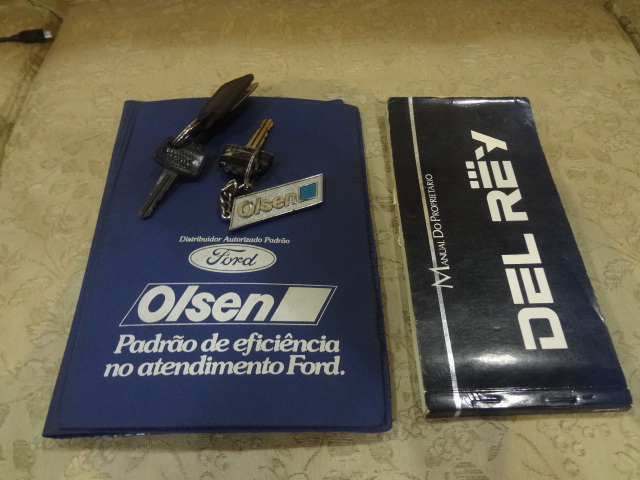 Olsen
Distribuidor Autorizado Padrão
Ford
Olsen
Padrão de eficiência
no atendimento Ford.
MANUAL DO PROPRIETÁRIO
DEL RËY